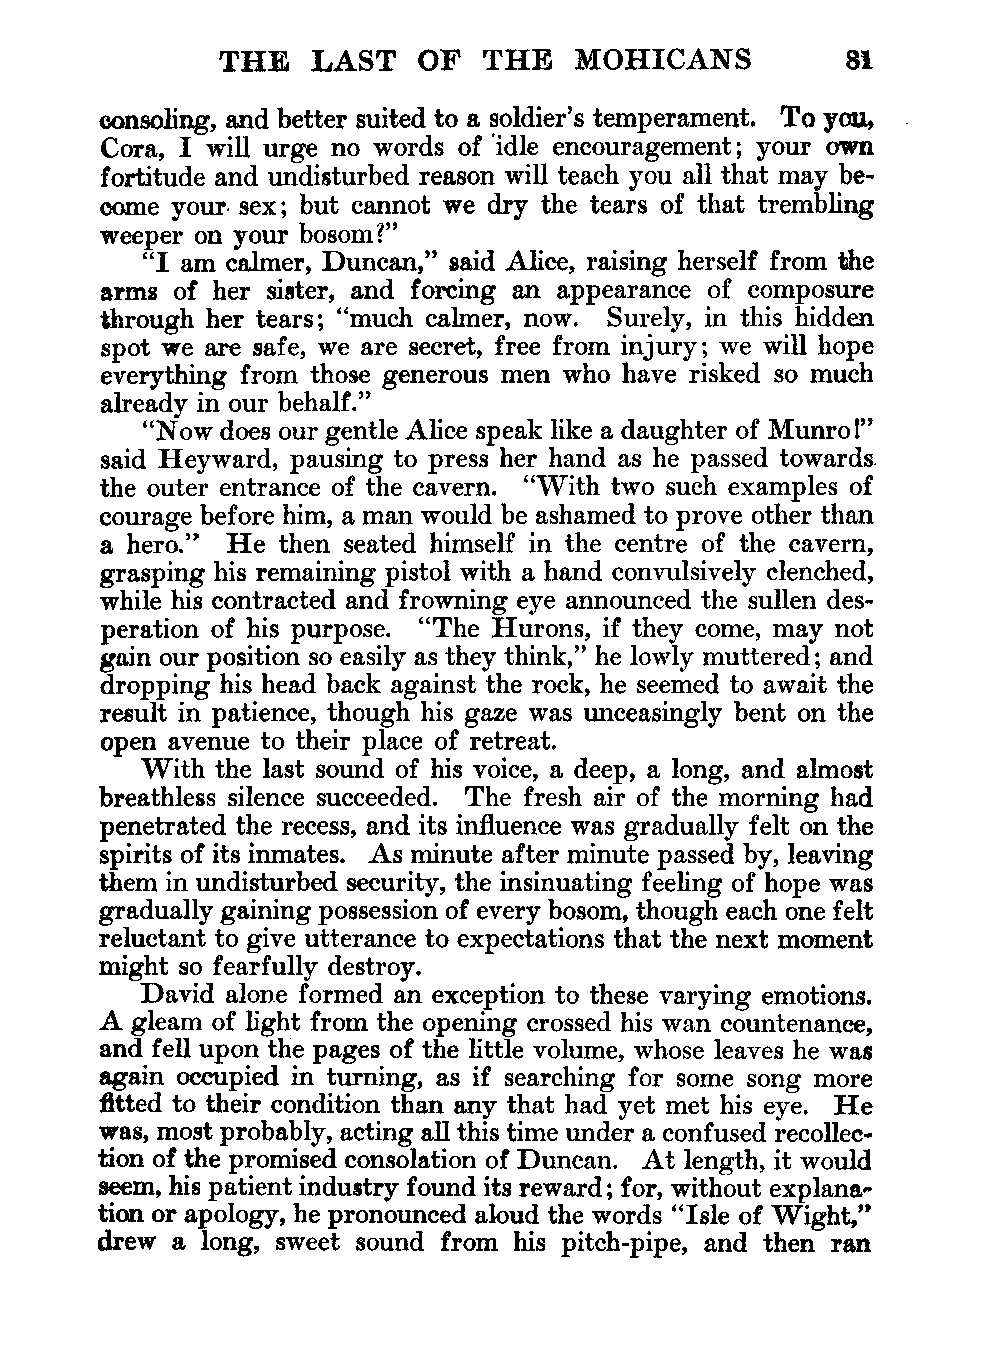 THE LAST OF THE MOHICANS 81
consoling, and better suited to a soldier's temperament. To you,
Cora, I will urge no words of idle encouragement; your own
fortitude and undisturbed reason will teach you all that may be-
come your sex; but cannot we dry the tears of that trembling
weeper on your bosom?"
"I am calmer, Duncan," said Alice, raising herself from the
arms of her sister, and forcing an appearance of composure
through her tears; "much calmer, now. Surely, in this hidden
spot we are safe, we are secret, free from injury; we will hope
everything from those generous men who have risked so much
already in our behalf."
"Now does our gentle Alice speak like a daughter of Munro!"
said Heyward, pausing to press her hand as he passed towards
the outer entrance of the cavern. "With two such examples of
courage before him, a man would be ashamed to prove other than
a hero." He then seated himself in the centre of the cavern,
grasping his remaining pistol with a hand convulsively clenched,
while his contracted and frowning eye announced the sullen des-
peration of his purpose. "The Hurons, if they come, may not
gain our position so easily as they think," he lowly muttered; and
dropping his head back against the rock, he seemed to await the
result in patience, though his gaze was unceasingly bent on the
open avenue to their place of retreat.
With the last sound of his voice, a deep, a long, and almost
breathless silence succeeded. The fresh air of the morning had
penetrated the recess, and its influence was gradually felt on the
spirits of its inmates. As minute after minute passed by, leaving
them in undisturbed security, the insinuating feeling of hope was
gradually gaining possession of every bosom, though each one felt
reluctant to give utterance to expectations that the next moment
might so fearfully destroy.
David alone formed an exception to these varying emotions.
A gleam of light from the opening crossed his wan countenance,
and fell upon the pages of the little volume, whose leaves he was
again occupied in turning, as if searching for some song more
fitted to their condition than any that had yet met his eye. He
was, most probably, acting all this time under a confused recollec-
tion of the promised consolation of Duncan. At length, it would
seem, his patient industry found its reward; for, without explana-
tion or apology, he pronounced aloud the words "Isle of Wight,"
drew a long, sweet sound from his pitch-pipe, and then ran